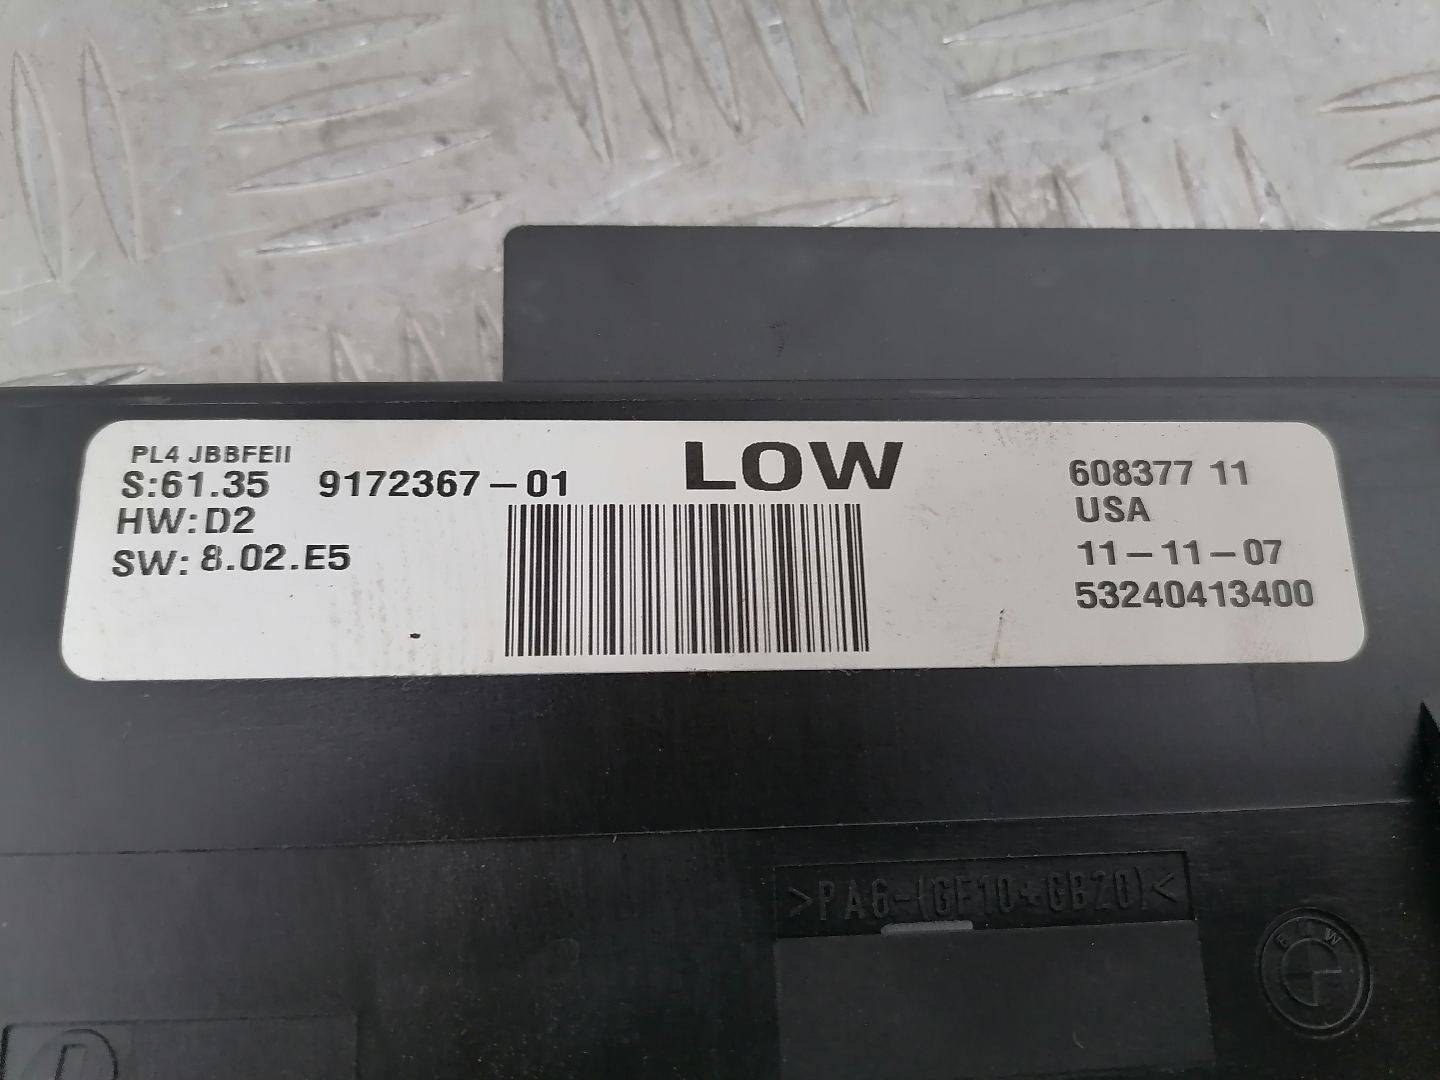 PL4 JBBFEII
S:61.35 9172367-01
HW:D2
SW: 8.02.E5
LOW
608377 11
USA
11-11-07
53240413400
>PA6-(GF10+GB20)<
BMW